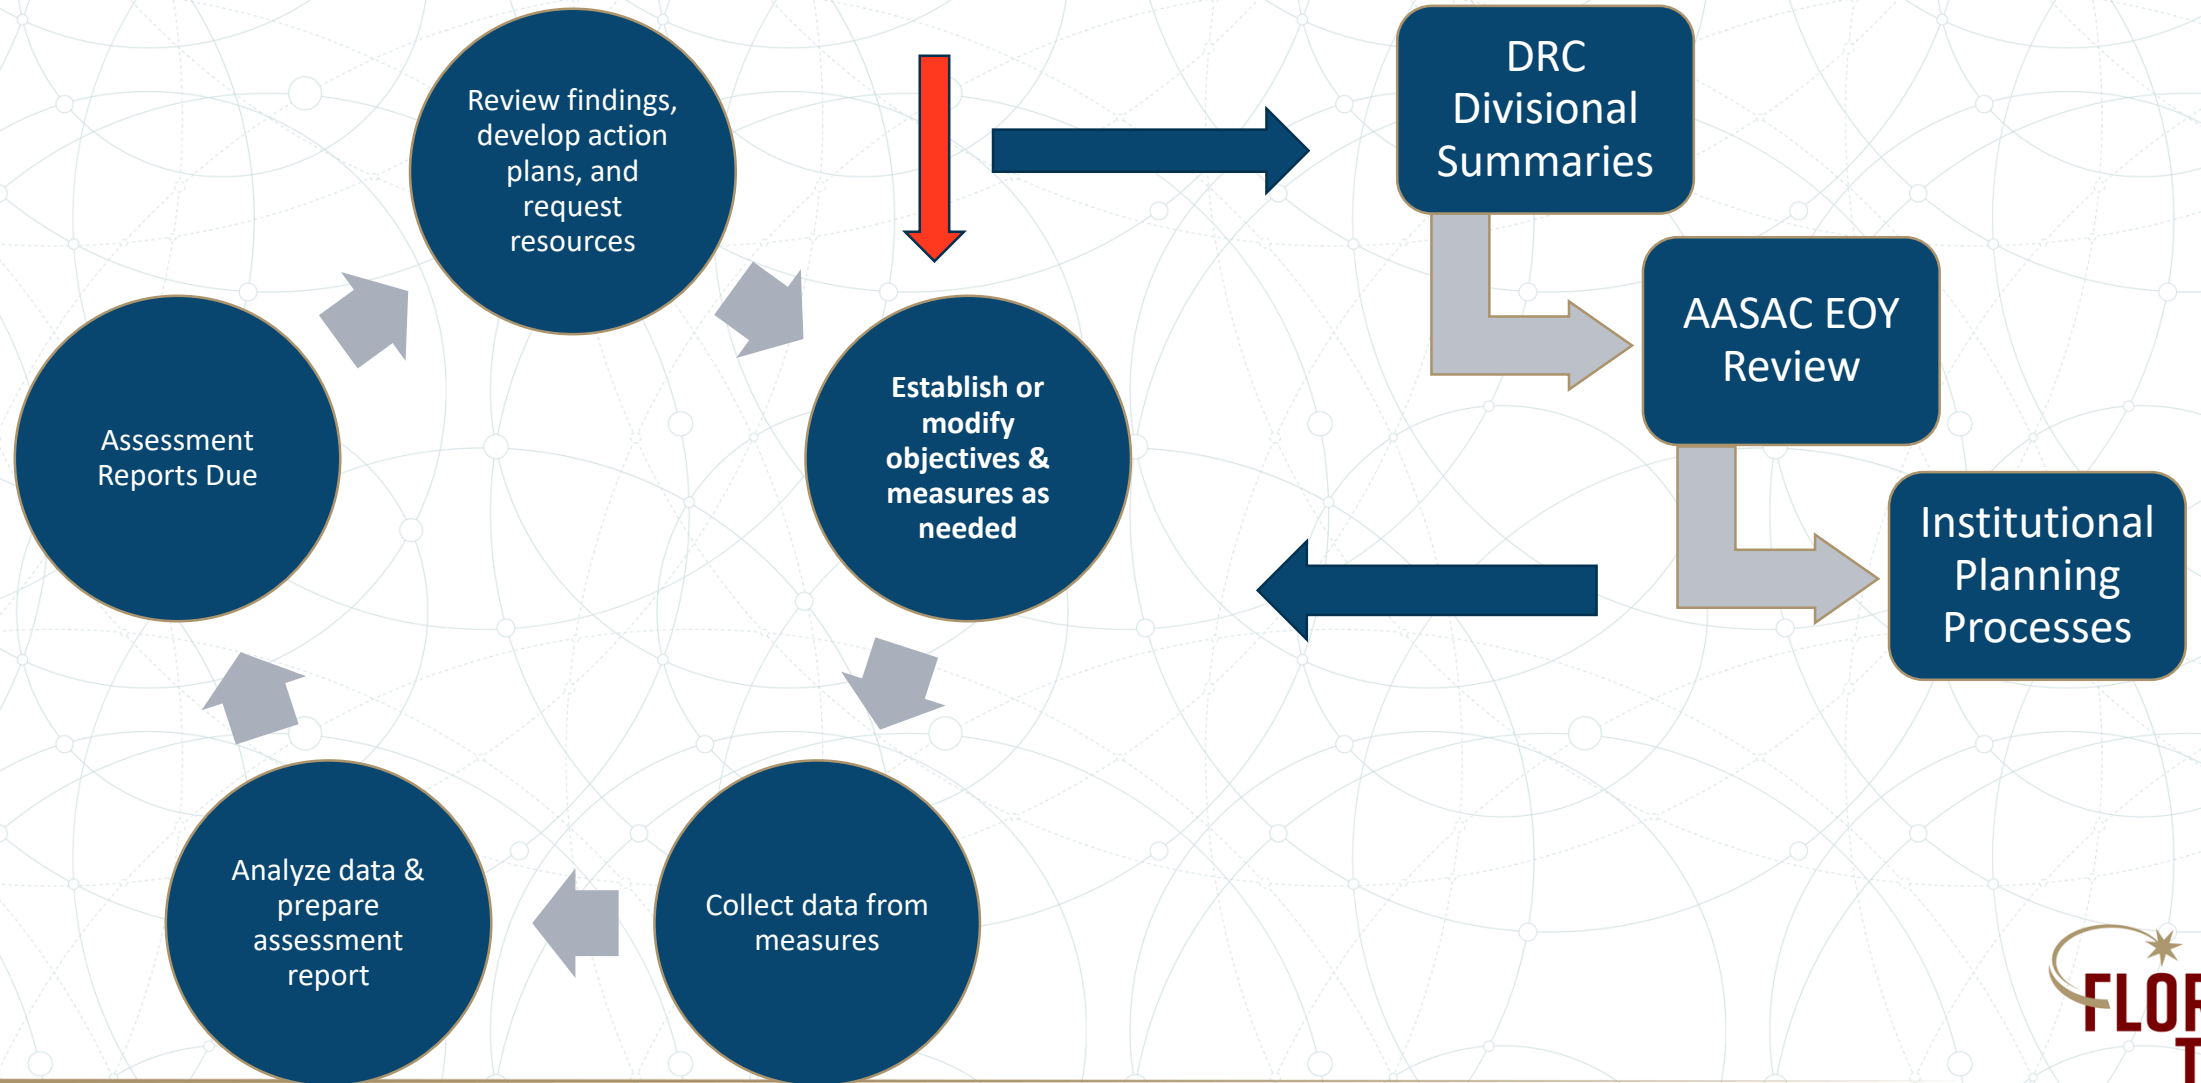 Review findings,
develop action
plans, and
request
resources
Establish or
modify
objectives &
measures as
needed
Collect data from
measures
Analyze data &
prepare
assessment
report
Assessment
Reports Due
DRC
Divisional
Summaries
AASAC EOY
Review
Institutional
Planning
Processes
FLOR
T